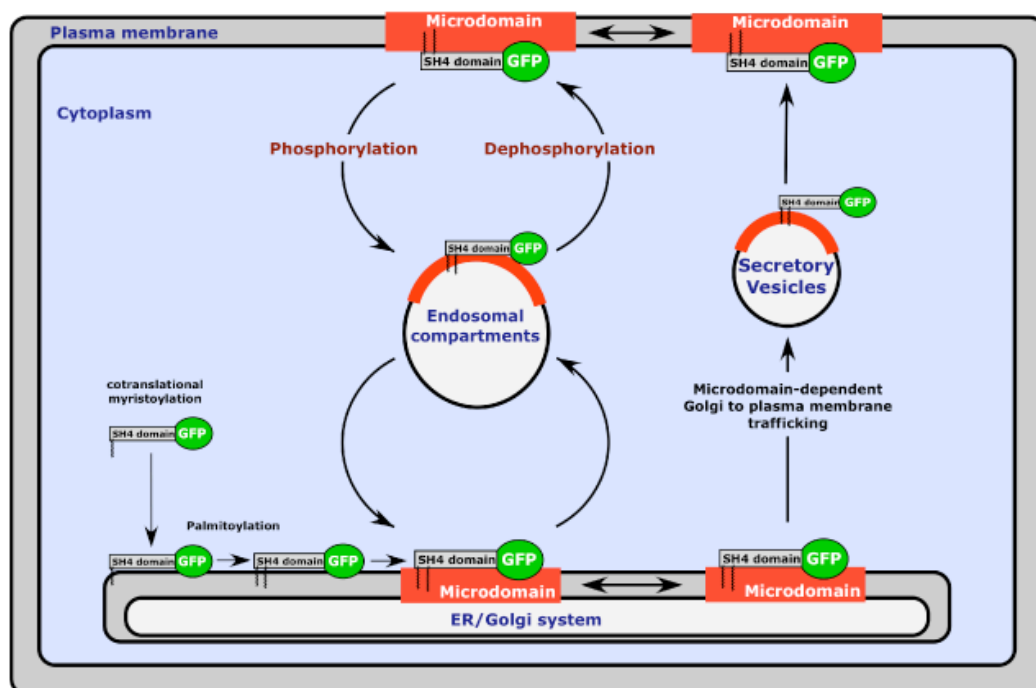 Plasma membrane
Microdomain
SH4 domain GFP
Microdomain
SH4 domain GFP
Cytoplasm
Phosphorylation
Dephosphorylation
SH4 domain GFP
SH4 domain GFP
Endosomal
compartments
Secretory
Vesicles
cotranslational
myristoylation
SH4 domain GFP
Microdomain-dependent
Golgi to plasma membrane
trafficking
Palmitoylation
SH4 domain GFP
SH4 domain GFP
SH4 domain GFP
Microdomain
SH4 domain GFP
Microdomain
ER/Golgi system